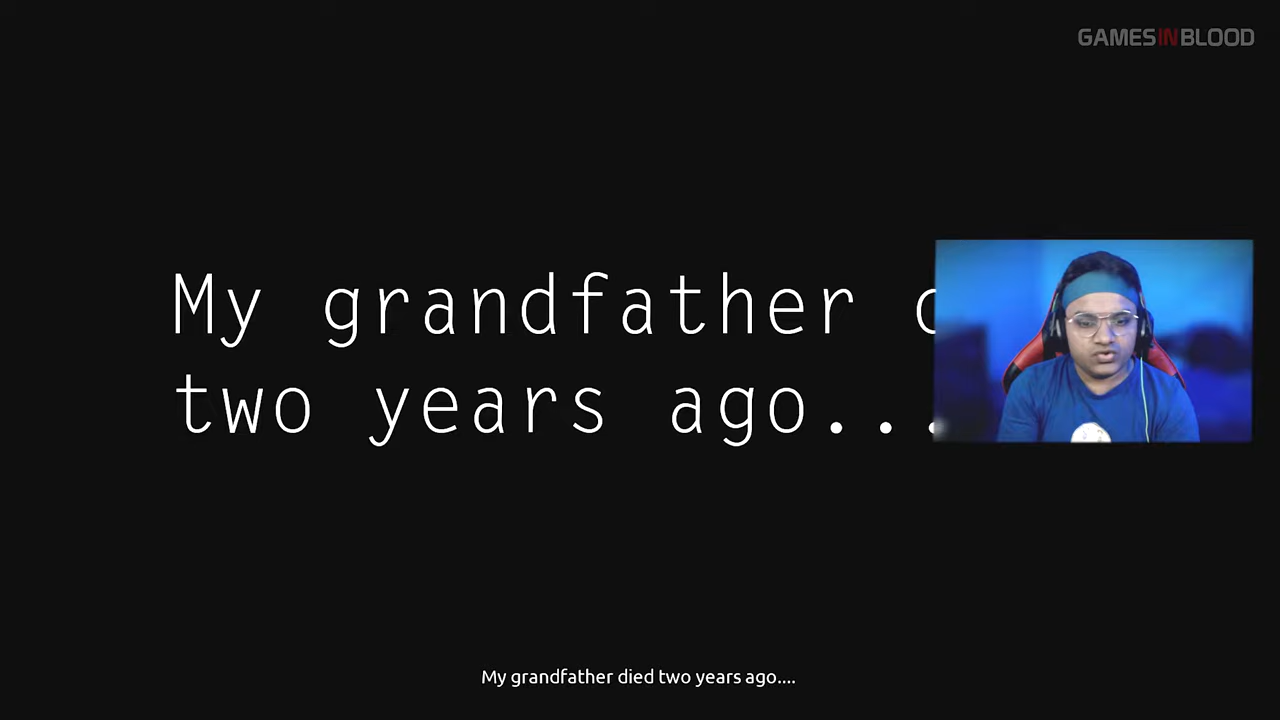 GAMESINBLOOD
My grandfather
two years ago...
My grandfather died two years ago....